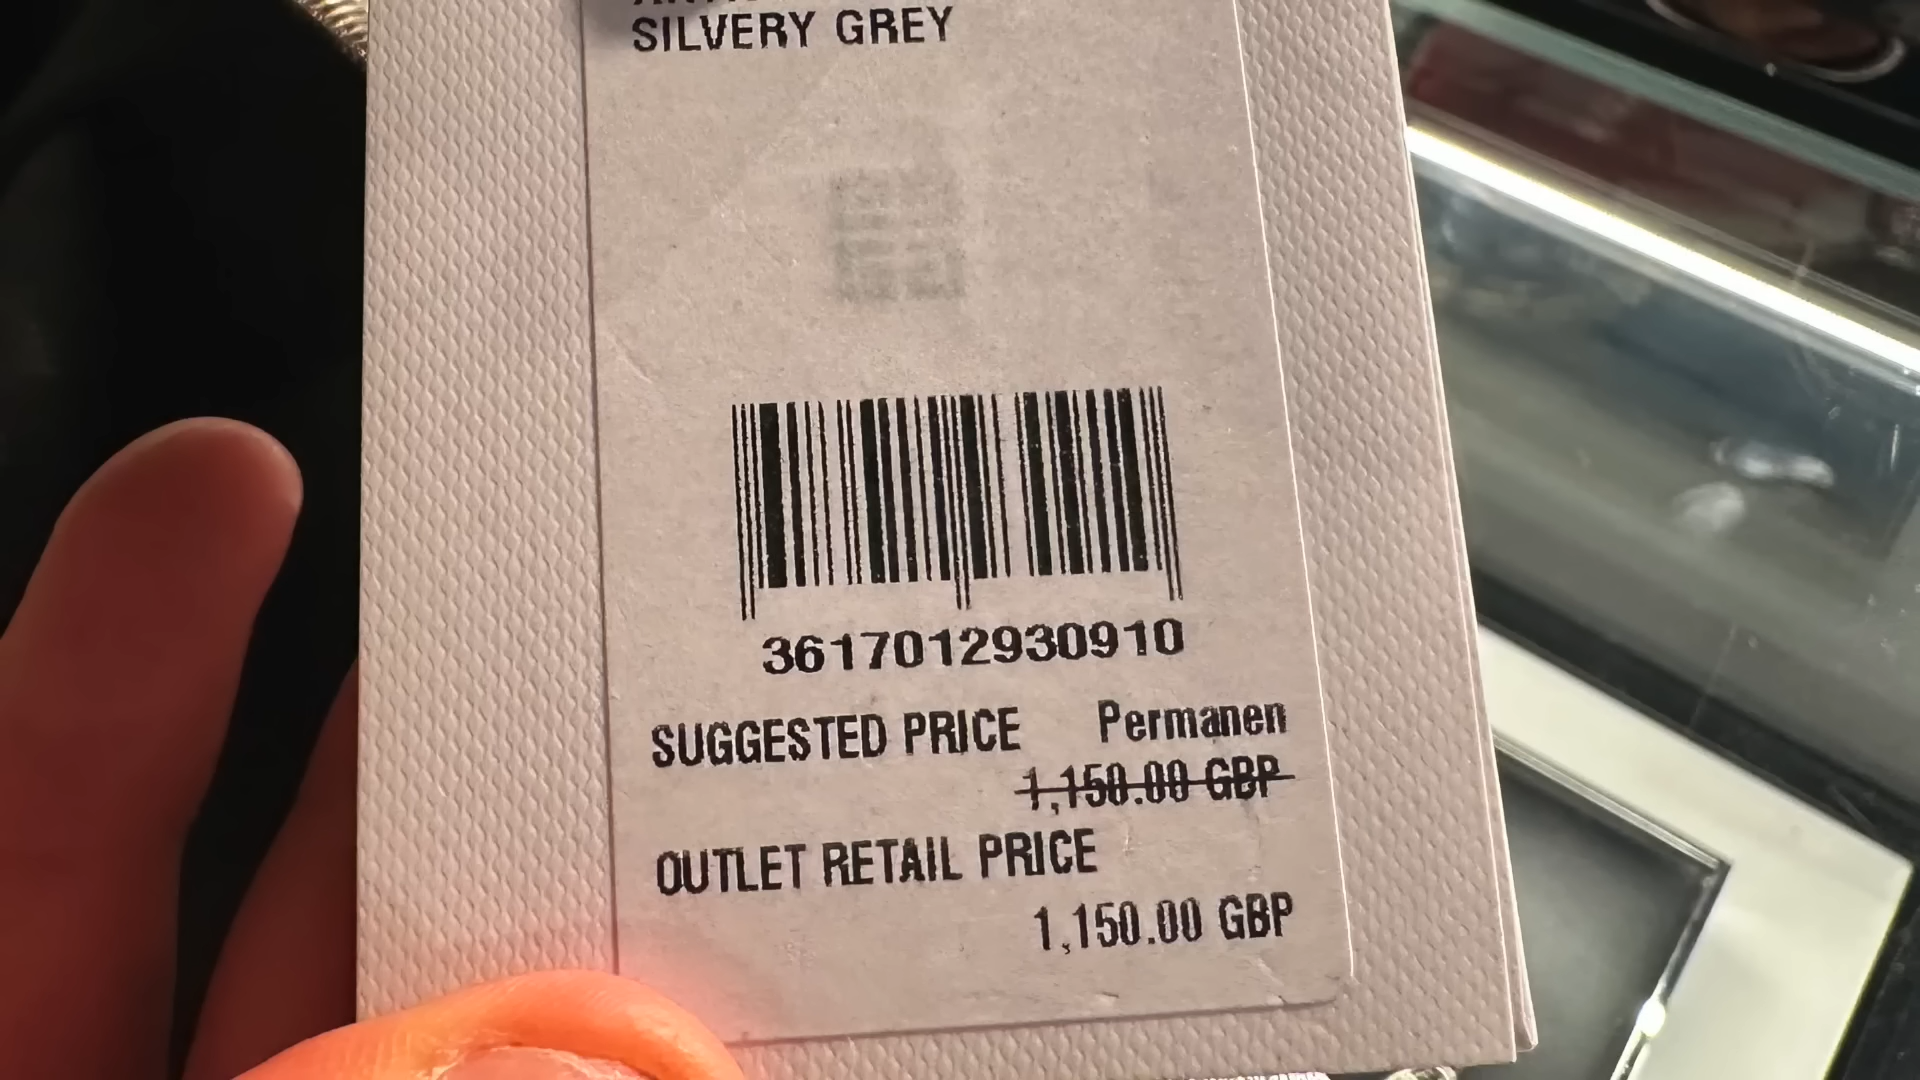 SILVERY GREY
3617012930910
SUGGESTED PRICE Permanen
1,150.00 GBP
OUTLET RETAIL PRICE
1,150.00 GBP